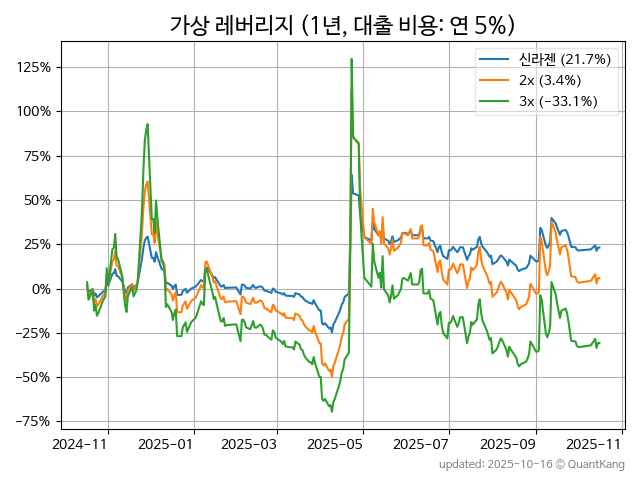 가상 레버리지 (1년, 대출 비용: 연 5%)
신라젠 (21.7%)
2x (3.4%)
3x (-33.1%)
125%
100%
75%
50%
25%
0%
−25%
−50%
−75%
2024-11 2025-01 2025-03 2025-05 2025-07 2025-09 2025-11
updated: 2025-10-16 ⓒ QuantKang